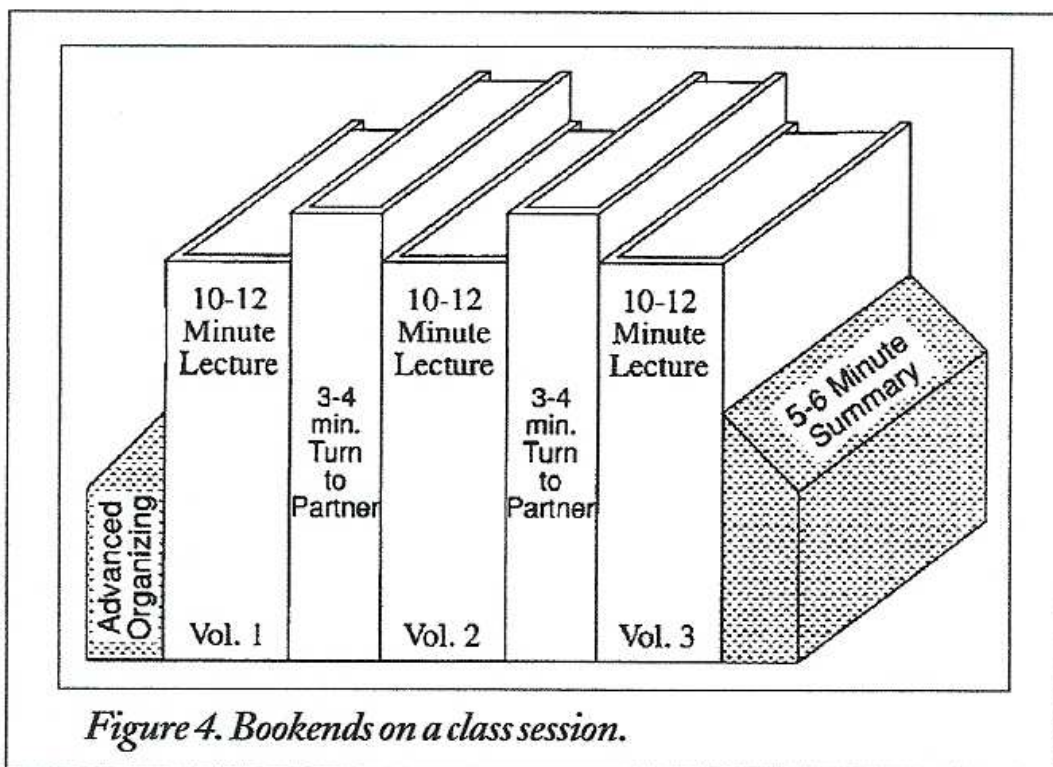 Advanced
Organizing
10-12
Minute
Lecture
Vol. 1
3-4
min.
Turn
to
Partner
10-12
Minute
Lecture
Vol. 2
3-4
min.
Turn
to
Partner
10-12
Minute
Lecture
Vol. 3
5-6 Minute
Summary
Figure 4. Bookends on a class session.